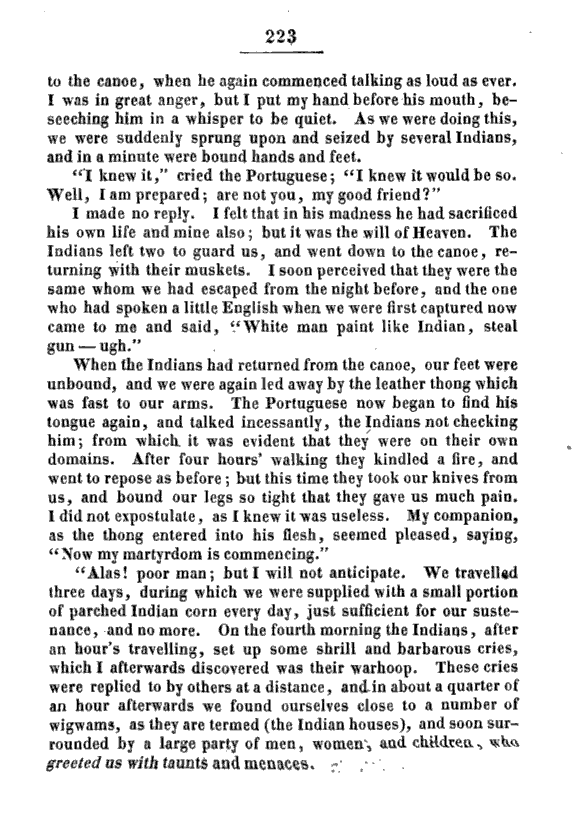 223
to the canoe, when he again commenced talking as loud as ever.
I was in great anger, but I put my hand before his mouth, be-
seeching him in a whisper to be quiet. As we were doing this,
we were suddenly sprung upon and seized by several Indians,
and in a minute were bound hands and feet.
“I knew it,” cried the Portuguese; “I knew it would be so.
Well, I am prepared; are not you, my good friend?”
I made no reply. I felt that in his madness he had sacrificed
his own life and mine also; but it was the will of Heaven. The
Indians left two to guard us, and went down to the canoe, re-
turning with their muskets. I soon perceived that they were the
same whom we had escaped from the night before, and the one
who had spoken a little English when we were first captured now
came to me and said, “White man paint like Indian, steal
gun — ugh.”
When the Indians had returned from the canoe, our feet were
unbound, and we were again led away by the leather thong which
was fast to our arms. The Portuguese now began to find his
tongue again, and talked incessantly, the Indians not checking
him; from which it was evident that they were on their own
domains. After four hours’ walking they kindled a fire, and
went to repose as before; but this time they took our knives from
us, and bound our legs so tight that they gave us much pain.
I did not expostulate, as I knew it was useless. My companion,
as the thong entered into his flesh, seemed pleased, saying,
“Now my martyrdom is commencing.”
“Alas! poor man; but I will not anticipate. We travelled
three days, during which we were supplied with a small portion
of parched Indian corn every day, just sufficient for our suste-
nance, and no more. On the fourth morning the Indians, after
an hour’s travelling, set up some shrill and barbarous cries,
which I afterwards discovered was their warhoop. These cries
were replied to by others at a distance, and in about a quarter of
an hour afterwards we found ourselves close to a number of
wigwams, as they are termed (the Indian houses), and soon sur-
rounded by a large party of men, women, and children, who
greeted us with taunts and menaces.